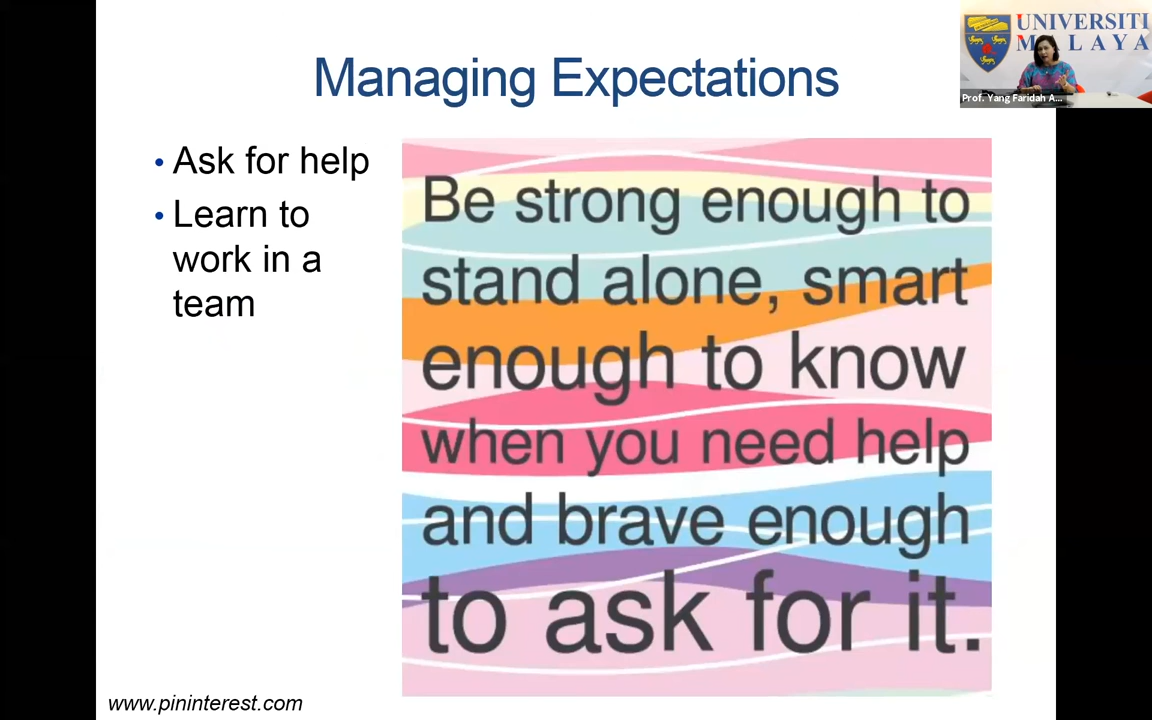 Managing Expectations
UNIVERSITI
MALAYA
Prof. Yang Faridah A...
• Ask for help
• Learn to
work in a
team
Be strong enough to
stand alone, smart
enough to know
when you need help
and brave enough
to ask for it.
www.pininterest.com